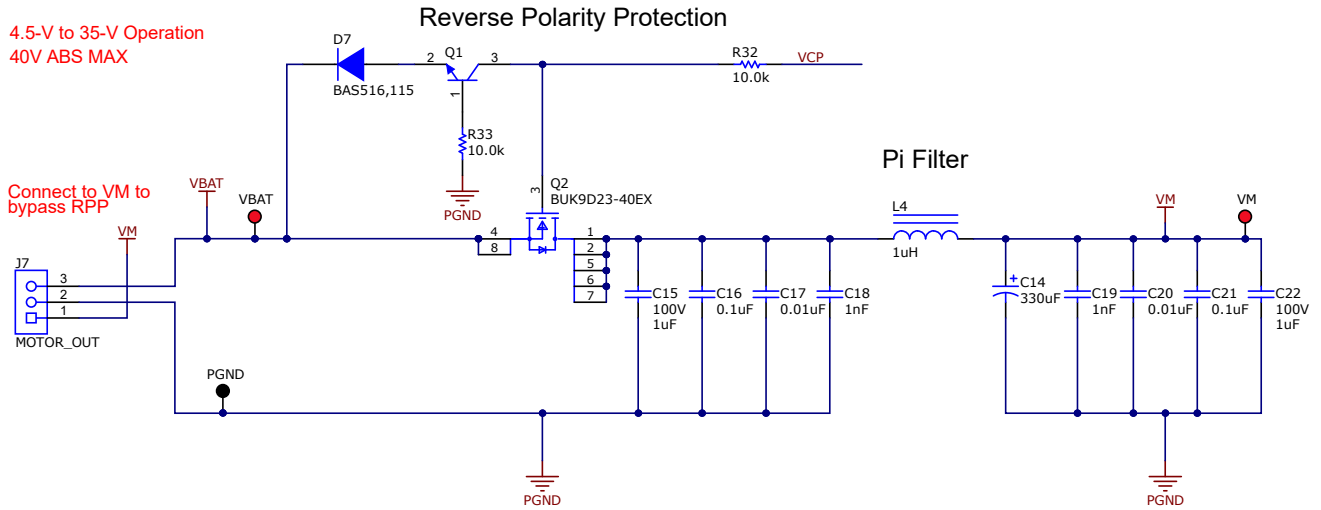 Reverse Polarity Protection
4.5-V to 35-V Operation
40V ABS MAX
D7
BAS516,115
2
Q1
3
1
R32
10.0k
VCP
R33
10.0k
PGND
Pi Filter
Connect to VM to
bypass RPP
VBAT
VBAT
VM
Q2
BUK9D23-40EX
3
4
8
1
2
5
6
7
L4
1uH
VM
VM
J7
3
2
1
MOTOR_OUT
C15
100V
1uF
C16
0.1uF
C17
0.01uF
C18
1nF
+
C14
330uF
C19
1nF
C20
0.01uF
C21
0.1uF
C22
100V
1uF
PGND
PGND
PGND